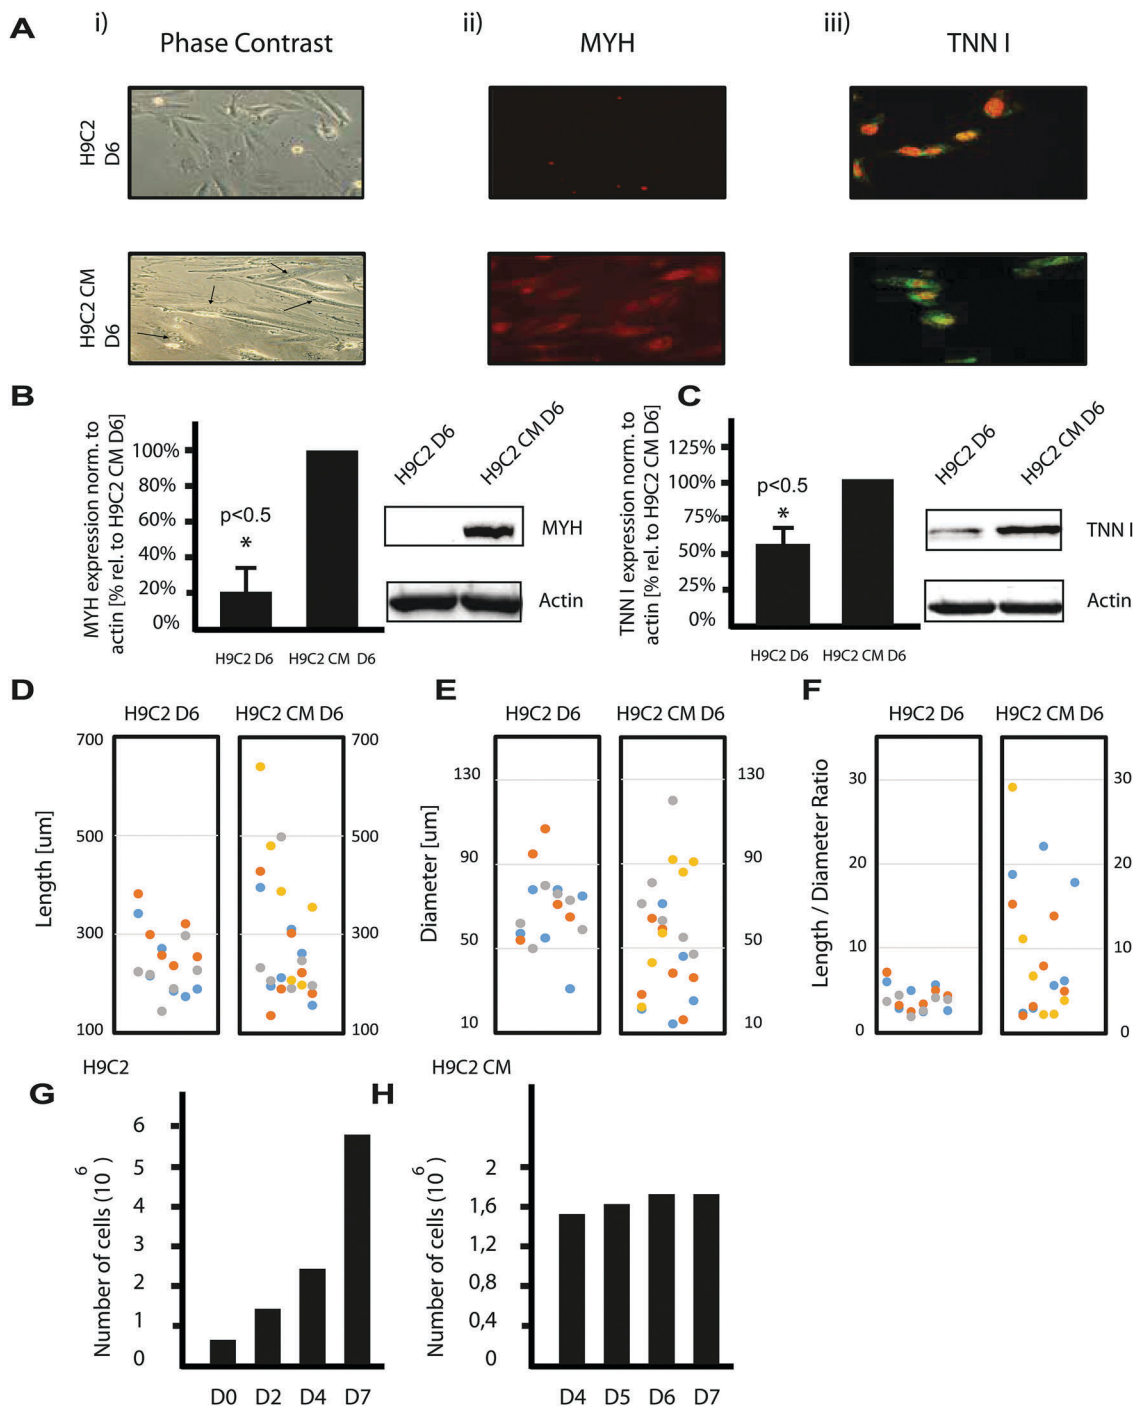 A
i)
ii)
iii)
Phase Contrast
MYH
TNN I
H9C2
D6
H9C2 CM
D6
B
MYH expression norm. to
actin [% rel. to H9C2 CM D6]
100%
80%
60%
40%
20%
0%
p<0.5
*
H9C2 D6
H9C2 CM D6
H9C2 D6
H9C2 CM D6
MYH
Actin
C
TNN I expression norm. to
actin [% rel. to H9C2 CM D6]
125%
100%
75%
50%
25%
0%
p<0.5
*
H9C2 D6
H9C2 CM D6
H9C2 D6
H9C2 CM D6
TNN I
Actin
D
H9C2 D6
H9C2 CM D6
Length [um]
700
500
300
100
700
500
300
100
E
H9C2 D6
H9C2 CM D6
Diameter [um]
130
90
50
10
130
90
50
10
F
H9C2 D6
H9C2 CM D6
Length / Diameter Ratio
30
20
10
0
30
20
10
0
H9C2
G
Number of cells (10^6)
6
5
4
3
2
1
0
D0 D2 D4 D7
H9C2 CM
H
Number of cells (10^6)
2
1,6
1,2
0,8
0,4
0
D4 D5 D6 D7